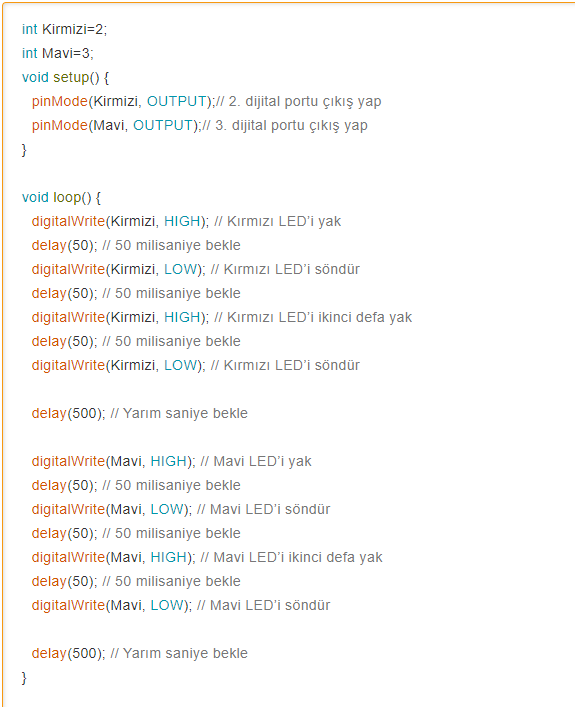 int Kirmizi=2;
int Mavi=3;
void setup() {
pinMode(Kirmizi, OUTPUT);// 2. dijital portu çıkış yap
pinMode(Mavi, OUTPUT);// 3. dijital portu çıkış yap
}
void loop() {
digitalWrite(Kirmizi, HIGH); // Kırmızı LED’i yak
delay(50); // 50 milisaniye bekle
digitalWrite(Kirmizi, LOW); // Kırmızı LED’i söndür
delay(50); // 50 milisaniye bekle
digitalWrite(Kirmizi, HIGH); // Kırmızı LED’i ikinci defa yak
delay(50); // 50 milisaniye bekle
digitalWrite(Kirmizi, LOW); // Kırmızı LED’i söndür
delay(500); // Yarım saniye bekle
digitalWrite(Mavi, HIGH); // Mavi LED’i yak
delay(50); // 50 milisaniye bekle
digitalWrite(Mavi, LOW); // Mavi LED’i söndür
delay(50); // 50 milisaniye bekle
digitalWrite(Mavi, HIGH); // Mavi LED’i ikinci defa yak
delay(50); // 50 milisaniye bekle
digitalWrite(Mavi, LOW); // Mavi LED’i söndür
delay(500); // Yarım saniye bekle
}